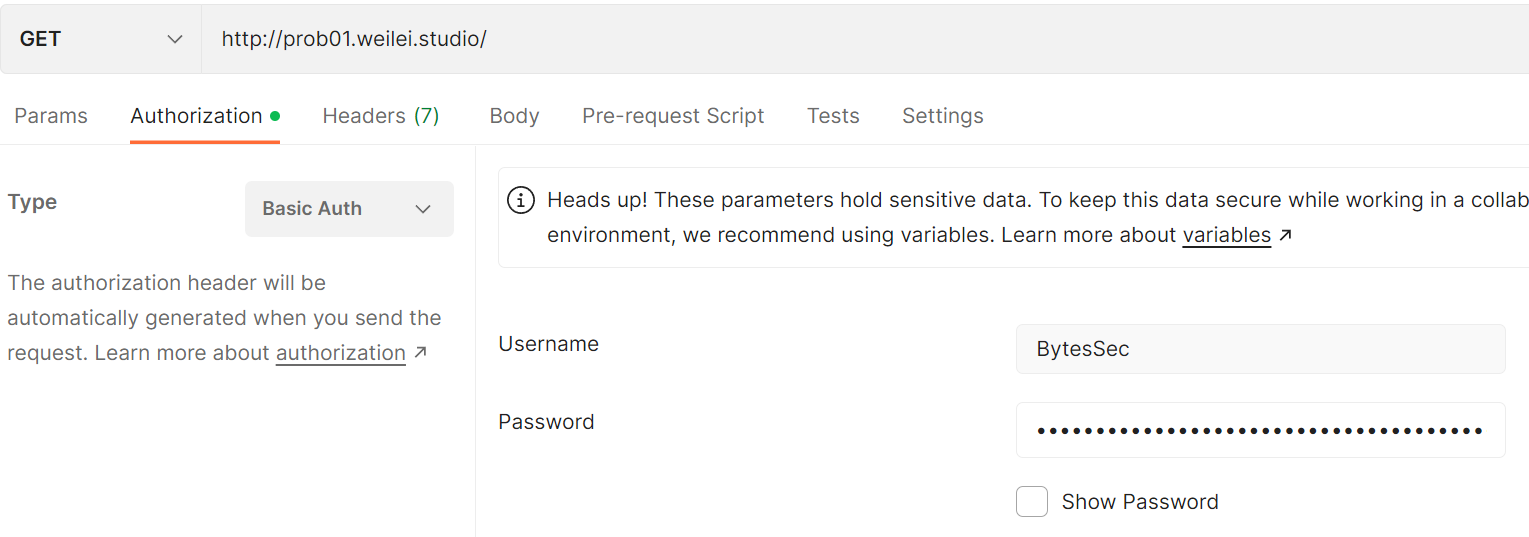 GET
http://prob01.weilei.studio/
Params
Authorization
Headers (7)
Body
Pre-request Script
Tests
Settings
Type
Basic Auth
The authorization header will be
automatically generated when you send the
request. Learn more about authorization ↗
Heads up! These parameters hold sensitive data. To keep this data secure while working in a collab
environment, we recommend using variables. Learn more about variables ↗
Username
BytesSec
Password
••••••••••••••••••••••••••••••••••••••
Show Password